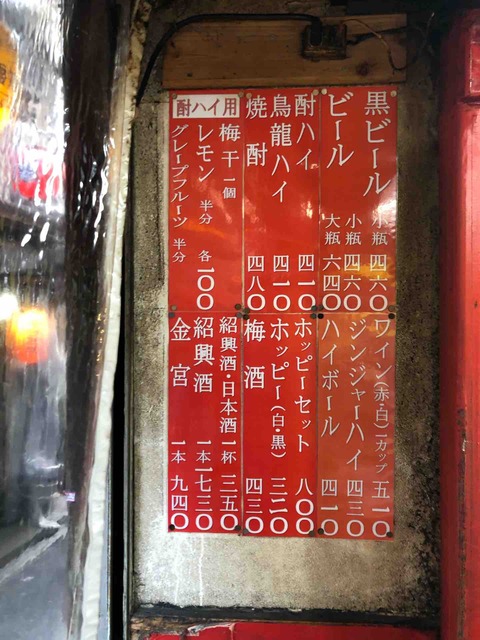 黒ビール 小瓶 四六〇
ビール 小瓶 四六〇
大瓶 六四〇
酎ハイ 四一〇
烏龍ハイ 四一〇
焼酎 四八〇
酎ハイ用
梅干 一個
レモン 半分 各一〇〇
グレープフルーツ 半分
ワイン(赤・白)一カップ 五一〇
ジンジャーハイ 四三〇
ハイボール 四一〇
ホッピーセット 八〇〇
ホッピー(白・黒) 三二〇
梅酒 四三〇
紹興酒・日本酒 一杯 三五〇
紹興酒 一本 一七三〇
金宮 一本 九四〇